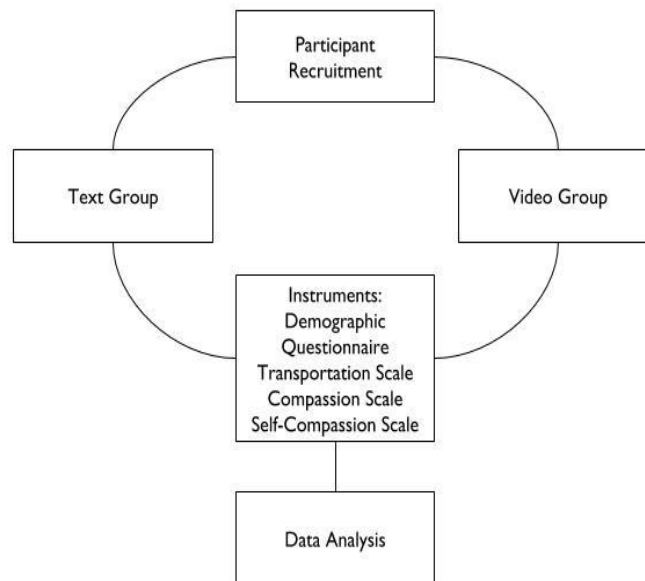 Participant
Recruitment
Text Group
Video Group
Instruments:
Demographic
Questionnaire
Transportation Scale
Compassion Scale
Self-Compassion Scale
Data Analysis